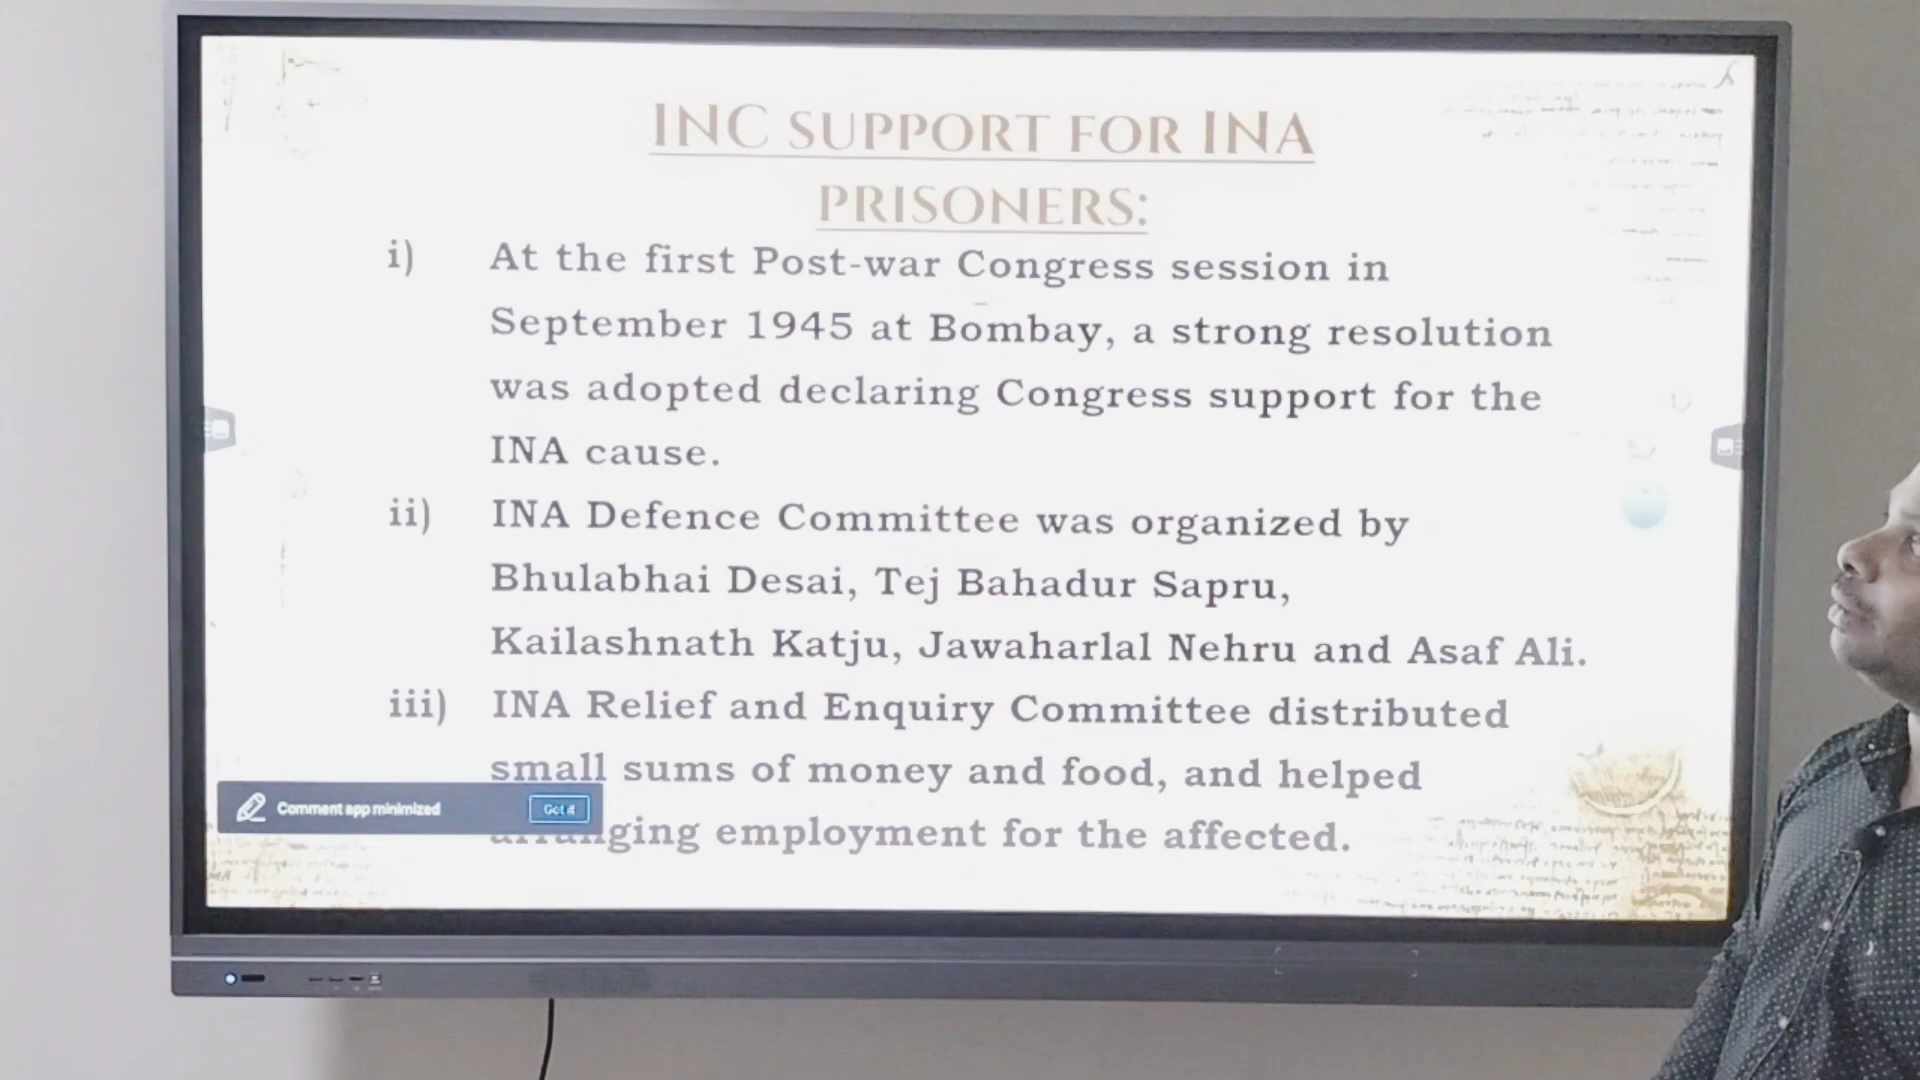 INC SUPPORT FOR INA
PRISONERS:
i) At the first Post-war Congress session in
September 1945 at Bombay, a strong resolution
was adopted declaring Congress support for the
INA cause.
ii) INA Defence Committee was organized by
Bhulabhai Desai, Tej Bahadur Sapru,
Kailashnath Katju, Jawaharlal Nehru and Asaf Ali.
iii) INA Relief and Enquiry Committee distributed
small sums of money and food, and helped
arranging employment for the affected.
Comment app minimized
Got it